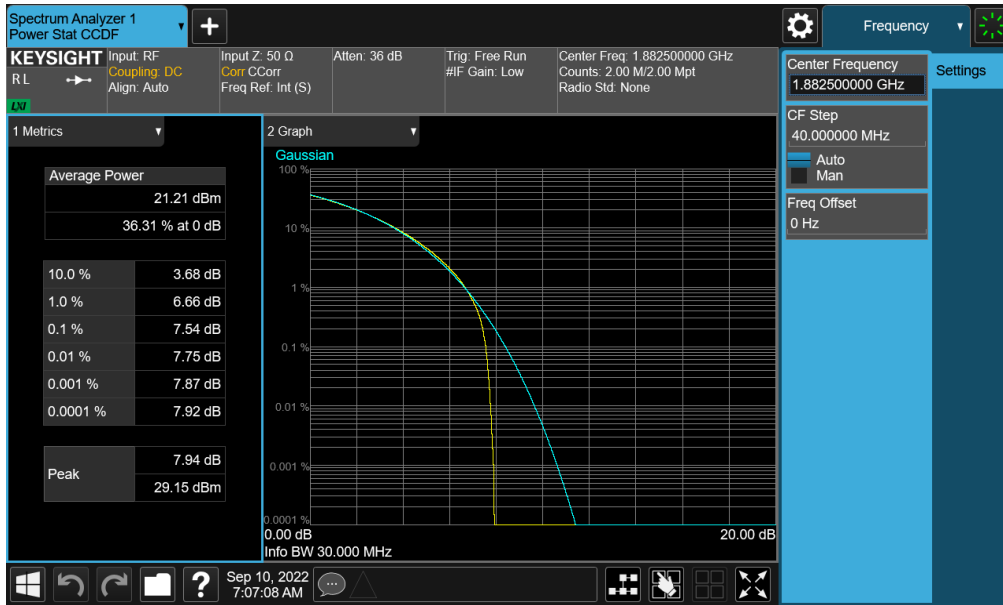 Spectrum Analyzer 1
Power Stat CCDF
Frequency
KEYSIGHT
R L
LXI
Input: RF
Coupling: DC
Align: Auto
Input Z: 50 Ω
Corr CCorr
Freq Ref: Int (S)
Atten: 36 dB
Trig: Free Run
#IF Gain: Low
Center Freq: 1.882500000 GHz
Counts: 2.00 M/2.00 Mpt
Radio Std: None
Center Frequency
1.882500000 GHz
Settings
CF Step
40.000000 MHz
Auto
Man
Freq Offset
0 Hz
1 Metrics
Average Power
21.21 dBm
36.31 % at 0 dB
10.0 % 3.68 dB
1.0 % 6.66 dB
0.1 % 7.54 dB
0.01 % 7.75 dB
0.001 % 7.87 dB
0.0001 % 7.92 dB
Peak
7.94 dB
29.15 dBm
2 Graph
Gaussian
100 %
10 %
1 %
0.1 %
0.01 %
0.001 %
0.0001 %
0.00 dB 20.00 dB
Info BW 30.000 MHz
?
Sep 10, 2022
7:07:08 AM